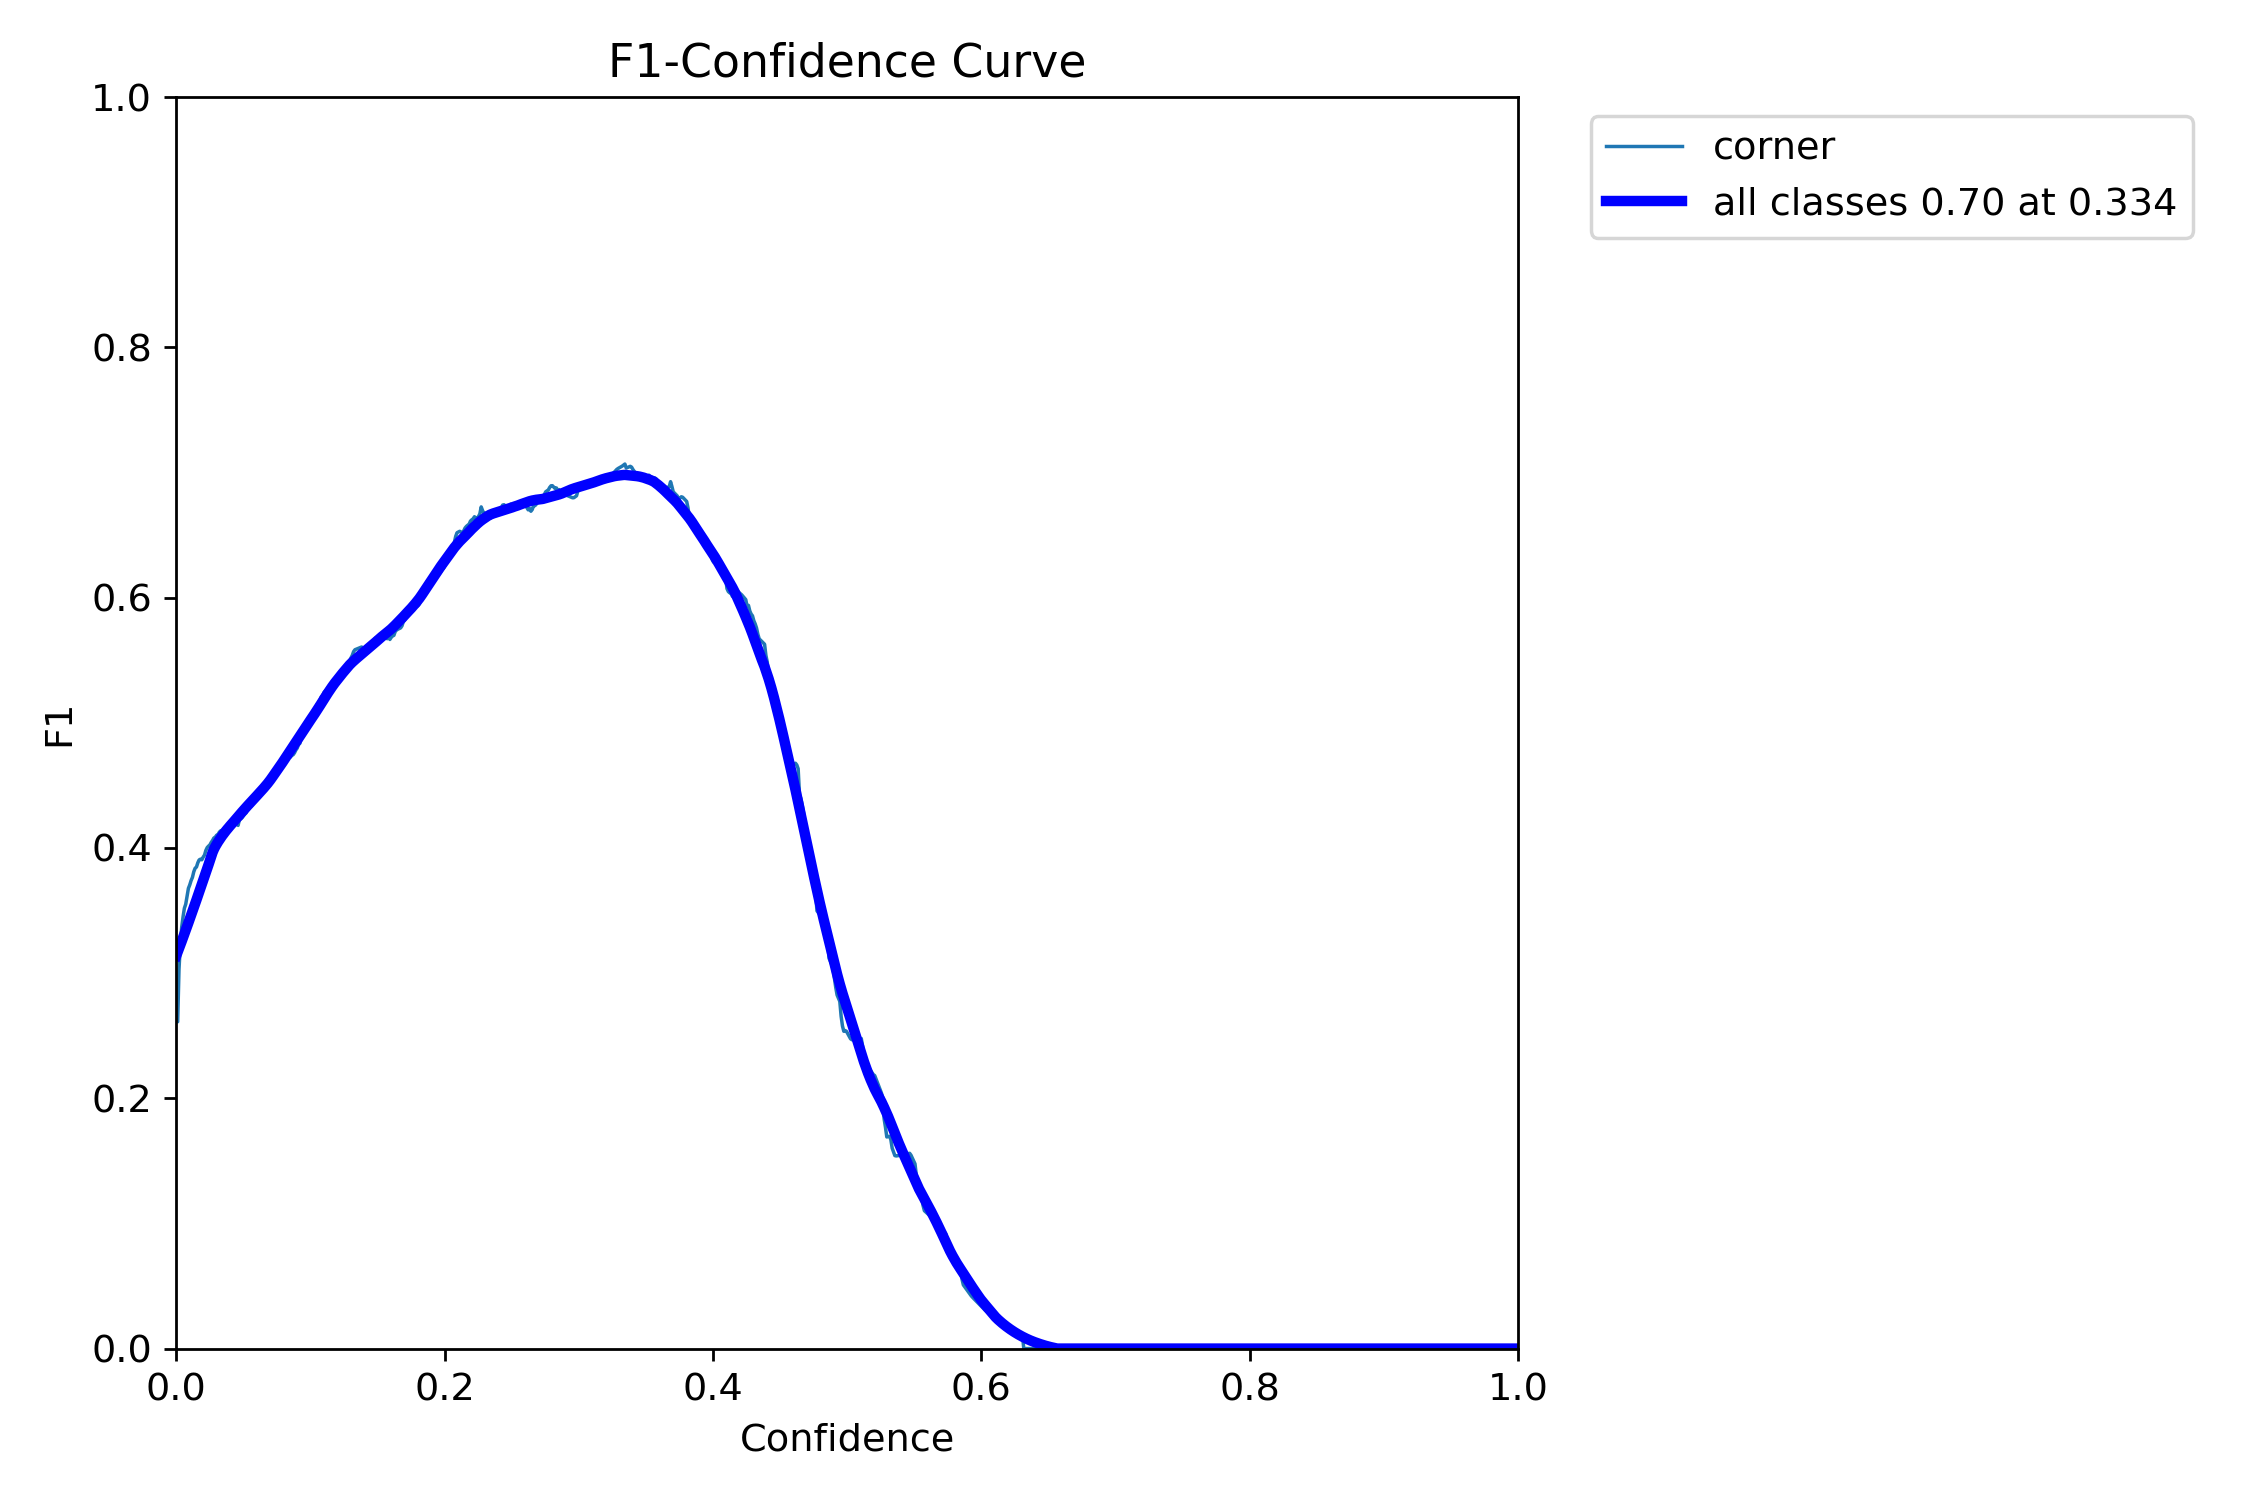 F1-Confidence Curve
1.0
0.8
0.6
0.4
0.2
0.0
F1
0.0 0.2 0.4 0.6 0.8 1.0
Confidence
corner
all classes 0.70 at 0.334